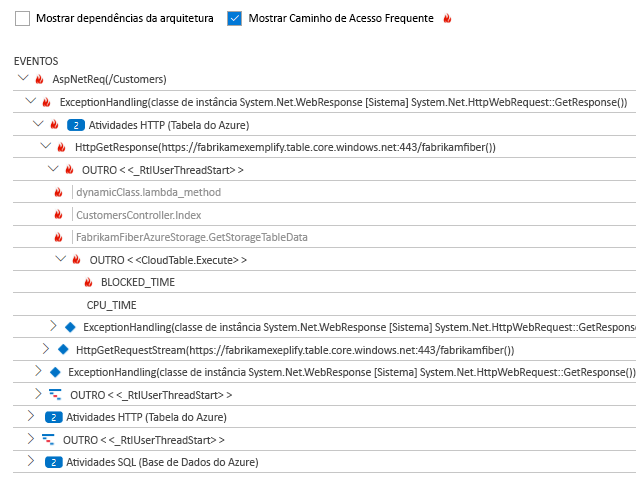 Mostrar dependências da arquitetura Mostrar Caminho de Acesso Frequente
EVENTOS
AspNetReq(/Customers)
ExceptionHandling(classe de instância System.Net.WebResponse [Sistema] System.Net.HttpWebRequest::GetResponse())
2 Atividades HTTP (Tabela do Azure)
HttpGetResponse(https://fabrikamexemplify.table.core.windows.net:443/fabrikamfiber())
OUTRO < <_RtlUserThreadStart> >
dynamicClass.lambda_method
CustomersController.Index
FabrikamFiberAzureStorage.GetStorageTableData
OUTRO < <CloudTable.Execute> >
BLOCKED_TIME
CPU_TIME
ExceptionHandling(classe de instância System.Net.WebResponse [Sistema] System.Net.HttpWebRequest::GetRespons
HttpGetRequestStream(https://fabrikamexeplify.table.core.windows.net:443/fabrikamfiber())
ExceptionHandling(classe de instância System.Net.WebResponse [Sistema] System.Net.HttpWebRequest::GetResponse())
OUTRO < <_RtlUserThreadStart> >
2 Atividades HTTP (Tabela do Azure)
OUTRO < <_RtlUserThreadStart> >
2 Atividades SQL (Base de Dados do Azure)